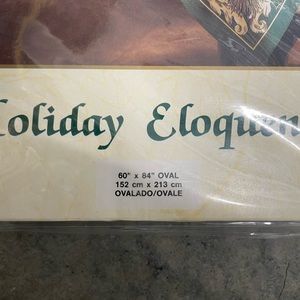 Holiday Eloquen
60" x 84" OVAL
152 cm x 213 cm
OVALADO/OVALE